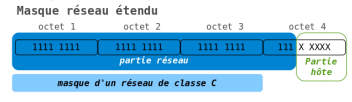 Masque réseau étendu
octet 1 octet 2 octet 3 octet 4
1111 1111 1111 1111 1111 1111 111 X XXXX
partie réseau
Partie
hôte
masque d'un réseau de classe C